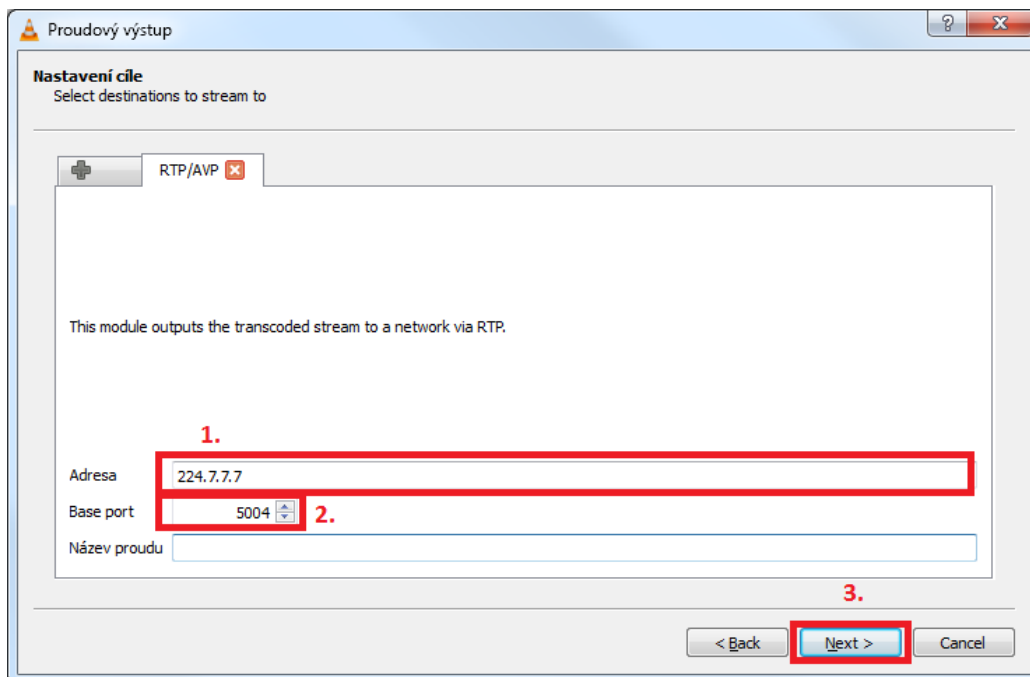 Proudový výstup
Nastavení cíle
Select destinations to stream to
RTP/AVP
This module outputs the transcoded stream to a network via RTP.
1.
Adresa 224.7.7.7
Base port 5004 2.
Název proudu
3.
< Back Next > Cancel